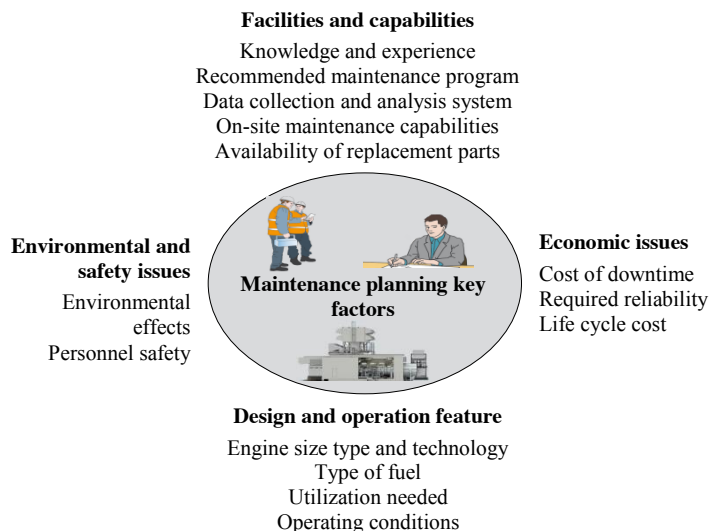 Facilities and capabilities
Knowledge and experience
Recommended maintenance program
Data collection and analysis system
On-site maintenance capabilities
Availability of replacement parts
Environmental and
safety issues
Environmental
effects
Personnel safety
Maintenance planning key
factors
Economic issues
Cost of downtime
Required reliability
Life cycle cost
Design and operation feature
Engine size type and technology
Type of fuel
Utilization needed
Operating conditions